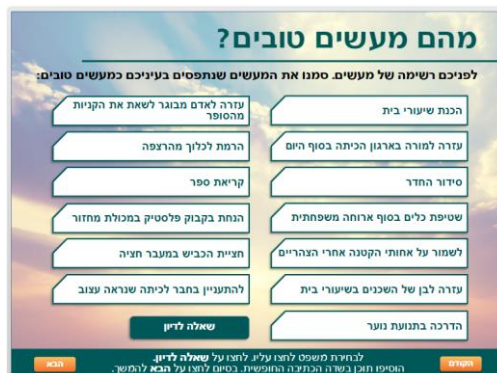 מהם מעשים טובים?
לפניכם רשימה של מעשים. סמנו את המעשים שנתפסים בעיניכם כמעשים טובים:
הכנת שיעורי בית
עזרה למורה בארגון הכיתה בסוף היום
סידור החדר
שטיפת כלים בסוף ארוחה משפחתית
לשמור על אחותי הקטנה אחרי הצהריים
עזרה לבן של השכנים בשיעורי בית
הדרכה בתנועת נוער
עזרה לאדם מבוגר לשאת את הקניות
מהסופר
הרמת לכלוך מהרצפה
קריאת ספר
הנחת בקבוק פלסטיק במכולת מחזור
חציית הכביש במעבר חציה
להתעניין בחבר לכיתה שנראה עצוב
שאלה לדיון
הקודם
לבחירת משפט לחצו עליו. לחצו על שאלה לדיון.
הוסיפו תוכן בשדה הכתיבה החופשית. בסיום לחצו על הבא להמשך.
הבא